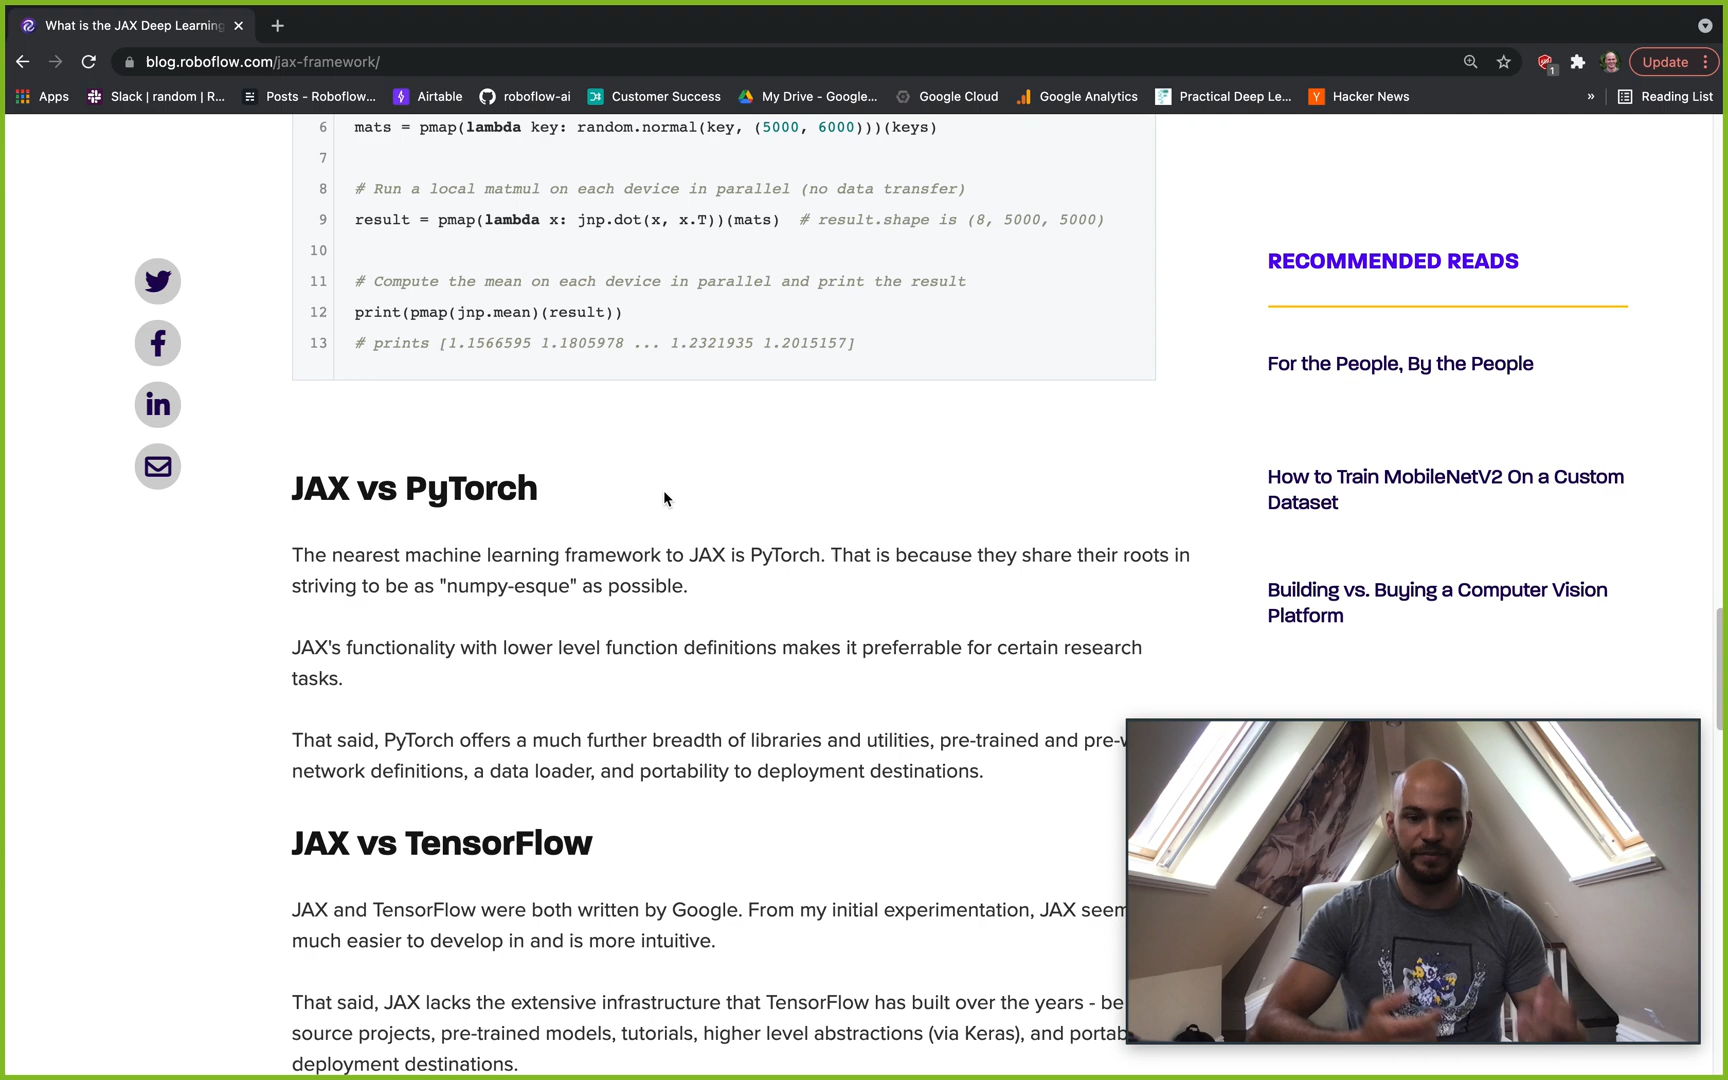 What is the JAX Deep Learning
blog.roboflow.com/jax-framework/
Update
Apps
Slack | random | R...
Posts - Roboflow...
Airtable
roboflow-ai
Customer Success
My Drive - Google...
Google Cloud
Google Analytics
Practical Deep Le...
Hacker News
»
Reading List
6 mats = pmap(lambda key: random.normal(key, (5000, 6000)))(keys)
7
8 # Run a local matmul on each device in parallel (no data transfer)
9 result = pmap(lambda x: jnp.dot(x, x.T))(mats)  # result.shape is (8, 5000, 5000)
10
11 # Compute the mean on each device in parallel and print the result
12 print(pmap(jnp.mean)(result))
13 # prints [1.1566595 1.1805978 ... 1.2321935 1.2015157]
JAX vs PyTorch
The nearest machine learning framework to JAX is PyTorch. That is because they share their roots in
striving to be as "numpy-esque" as possible.
JAX's functionality with lower level function definitions makes it preferrable for certain research
tasks.
That said, PyTorch offers a much further breadth of libraries and utilities, pre-trained and
network definitions, a data loader, and portability to deployment destinations.
JAX vs TensorFlow
JAX and TensorFlow were both written by Google. From my initial experimentation, JAX seem
much easier to develop in and is more intuitive.
That said, JAX lacks the extensive infrastructure that TensorFlow has built over the years - be
source projects, pre-trained models, tutorials, higher level abstractions (via Keras), and portab
deployment destinations.
RECOMMENDED READS
For the People, By the People
How to Train MobileNetV2 On a Custom
Dataset
Building vs. Buying a Computer Vision
Platform